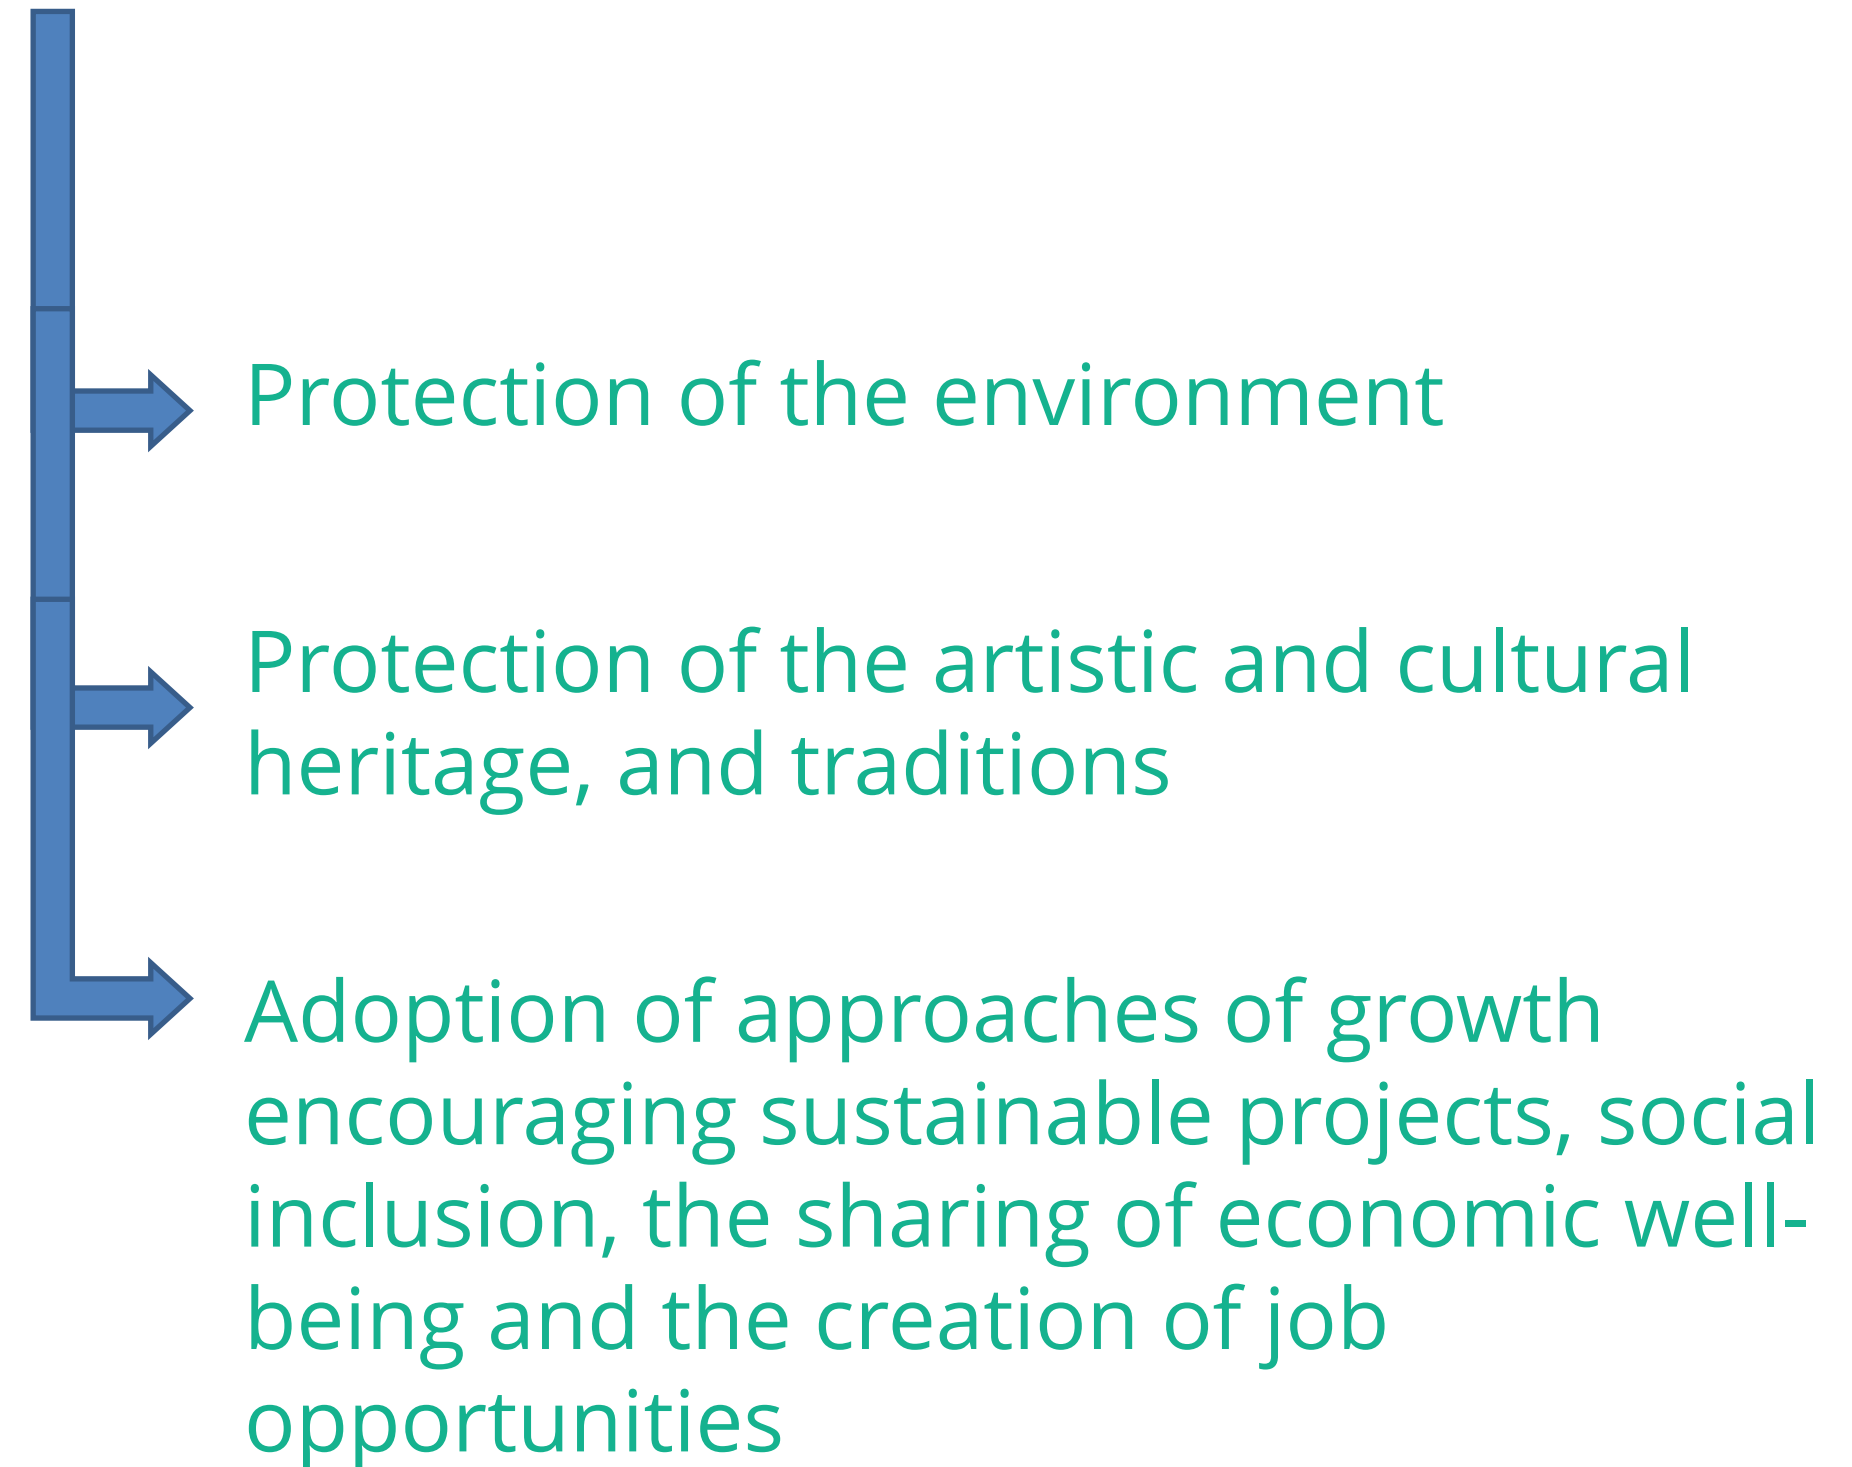 Protection of the environment
Protection of the artistic and cultural
heritage, and traditions
Adoption of approaches of growth
encouraging sustainable projects, social
inclusion, the sharing of economic well-
being and the creation of job
opportunities